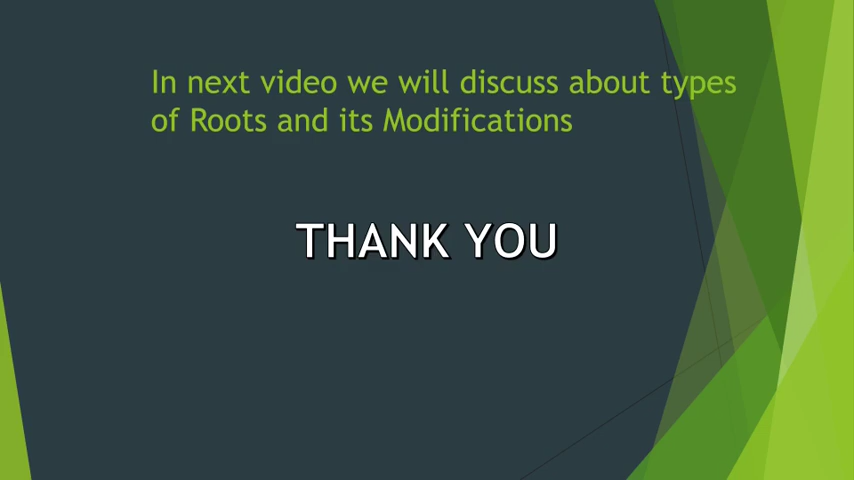 In next video we will discuss about types
of Roots and its Modifications
THANK YOU